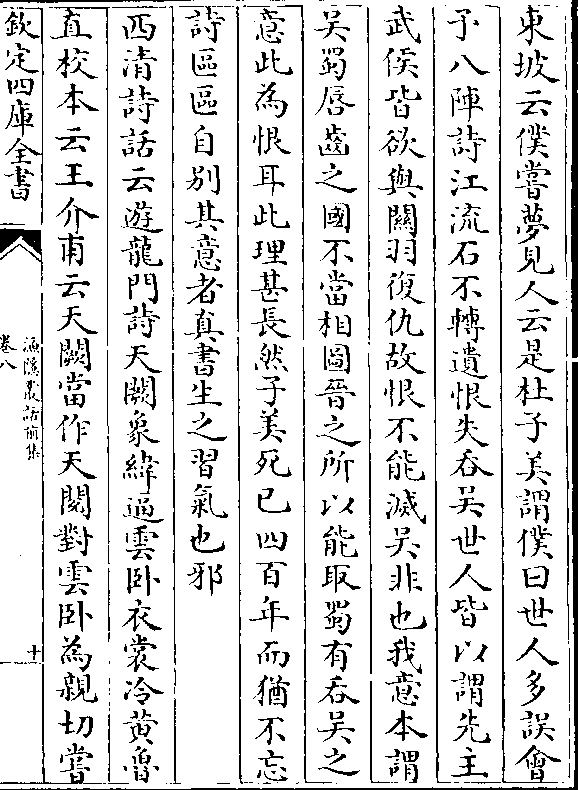 東坡云僕嘗夢見人云是杜子美謂僕曰世人多誤會
予八陣詩江流石不轉遺恨失吞吴世人皆以謂先主
武侯皆欲與關羽復仇故恨不能滅吴非也我意本謂
吴蜀唇齒之國不當相圖晉之所以能取蜀有吞吴之
意此為恨耳此理甚長然子美死已四百年而猶不忘
詩區區自别其意者真書生之習氣也邪
西清詩話云遊龍門詩天闕象緯逼雲卧衣裳冷黄魯
直校本云王介甫云天闕當作天閱對雲卧為親切嘗
欽定四庫全書
漁隱叢話前集
卷八
十